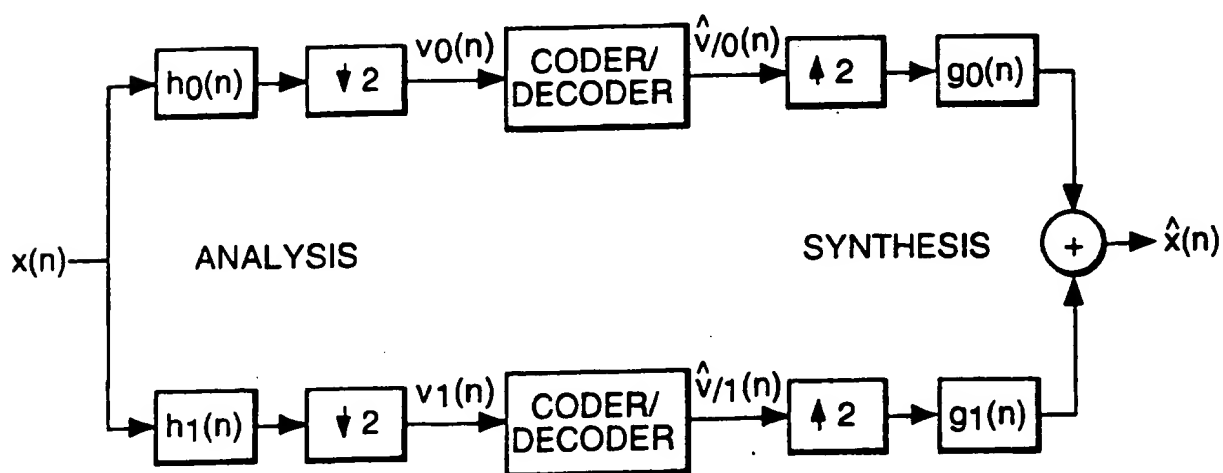 h0(n) ↓ 2 v0(n) CODER/ DECODER v̂/0(n) ↑ 2 g0(n)
x(n) ANALYSIS SYNTHESIS + x̂(n)
h1(n) ↓ 2 v1(n) CODER/ DECODER v̂/1(n) ↑ 2 g1(n)